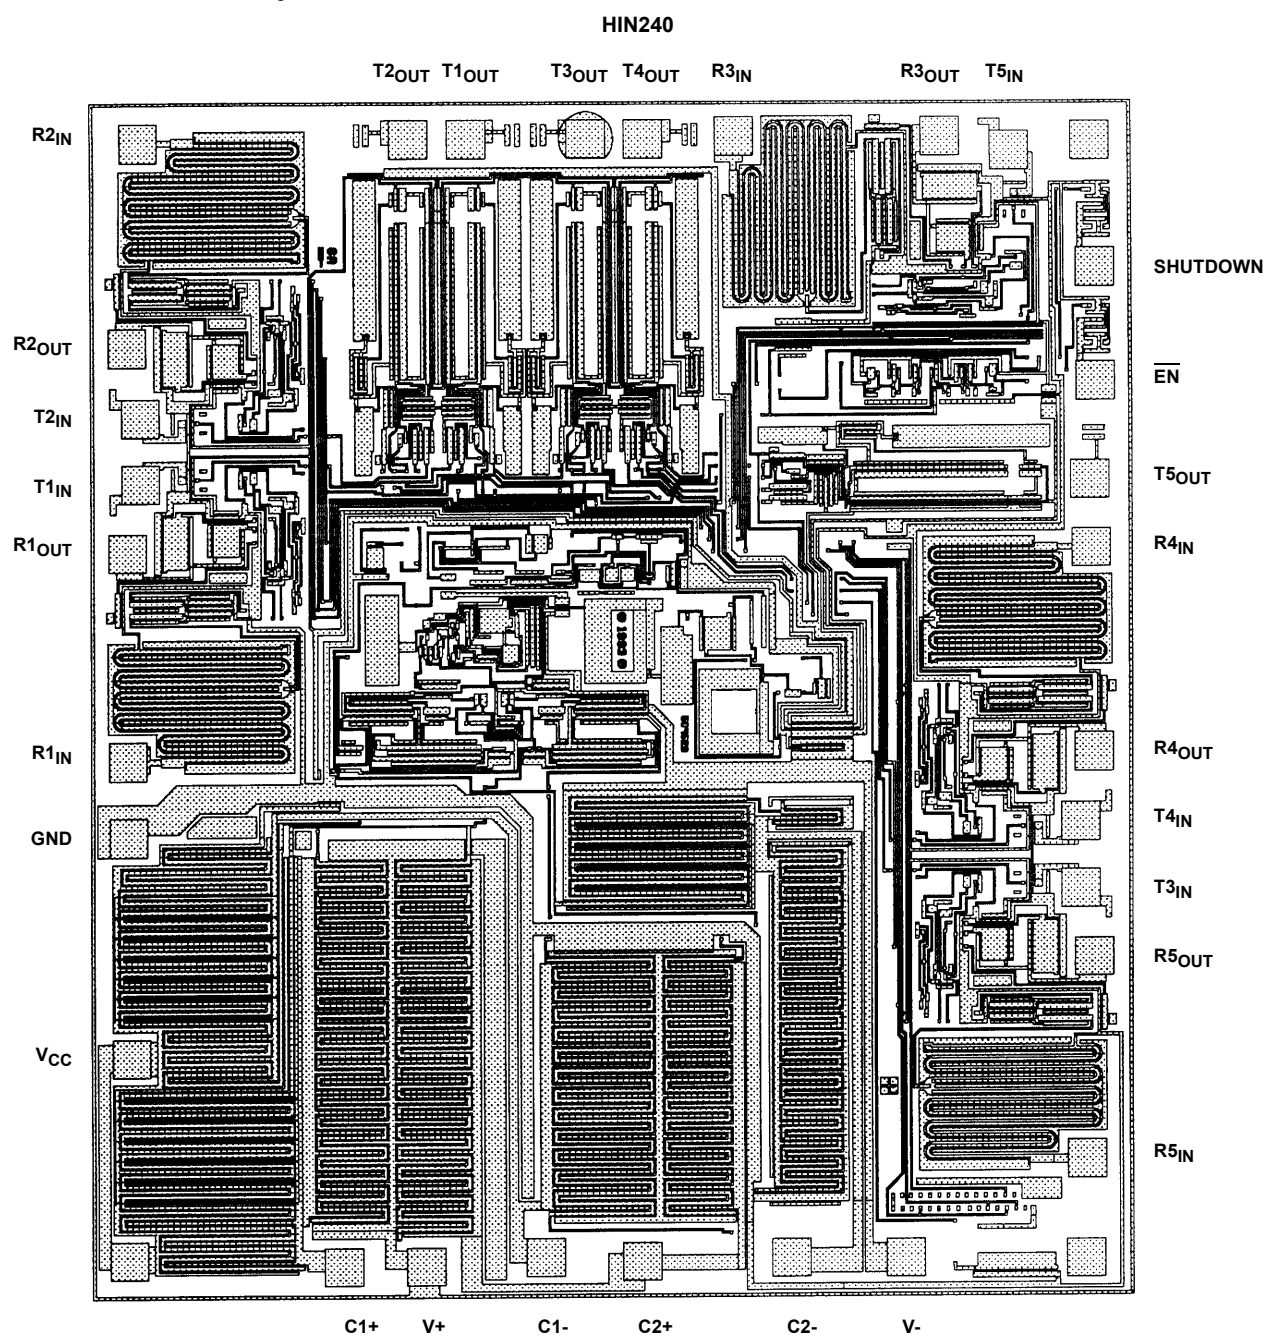 HIN240
T2OUT T1OUT T3OUT T4OUT R3IN R3OUT T5IN
R2IN
SHUTDOWN
R2OUT
EN
T2IN
T5OUT
T1IN
R1OUT
R4IN
© 1993 ©
R1IN
R4OUT
T4IN
GND
T3IN
R5OUT
VCC
R5IN
C1+ V+ C1- C2+ C2- V-